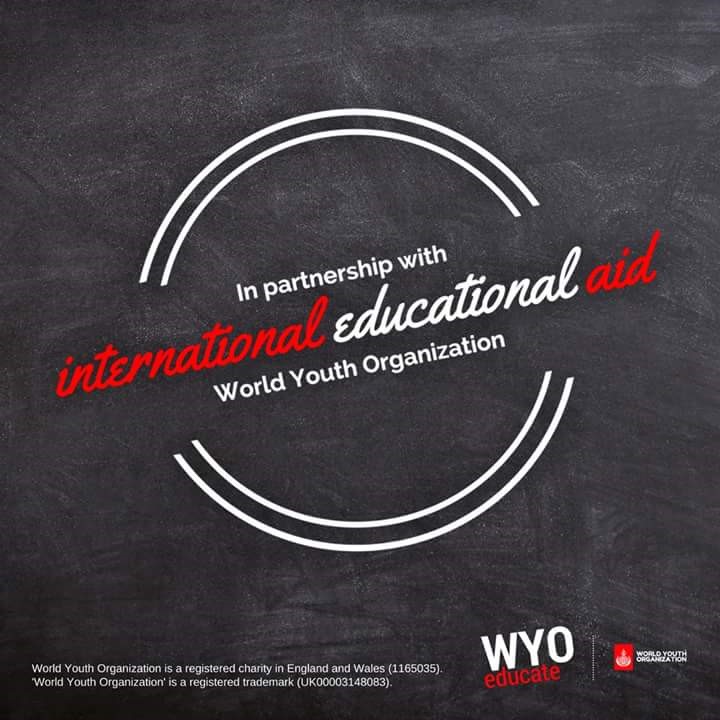 In partnership with
international educational aid
World Youth Organization
WYO
educate
WORLD YOUTH
ORGANIZATION
World Youth Organization is a registered charity in England and Wales (1165035).
'World Youth Organization' is a registered trademark (UK00003148083).